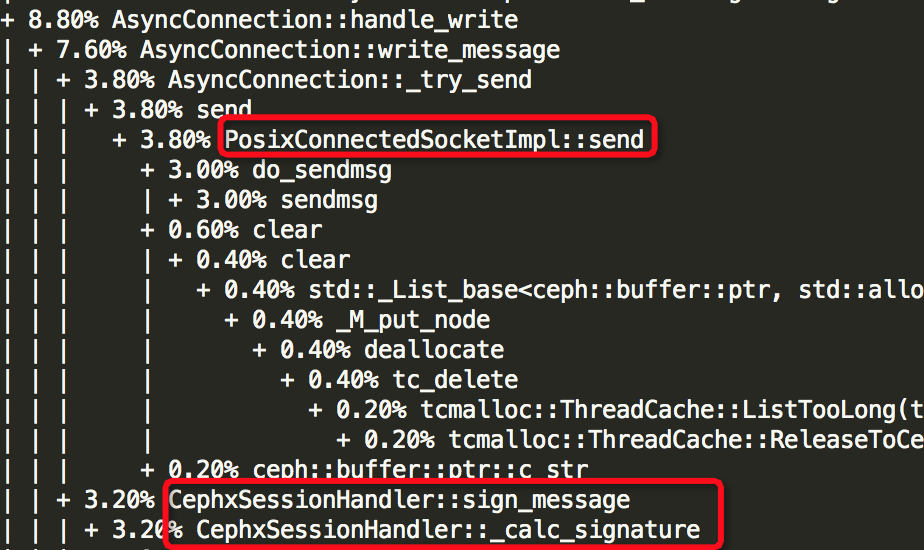 + 8.80% AsyncConnection::handle_write
| + 7.60% AsyncConnection::write_message
| | + 3.80% AsyncConnection::_try_send
| | | + 3.80% send
| | |   + 3.80% PosixConnectedSocketImpl::send
| | |     + 3.00% do_sendmsg
| | |     | + 3.00% sendmsg
| | |     + 0.60% clear
| | |     | + 0.40% clear
| | |     |   + 0.40% std::_List_base<ceph::buffer::ptr, std::allo
| | |     |     + 0.40% _M_put_node
| | |     |       + 0.40% deallocate
| | |     |         + 0.40% tc_delete
| | |     |           + 0.20% tcmalloc::ThreadCache::ListTooLong(t
| | |     |             + 0.20% tcmalloc::ThreadCache::ReleaseToCe
| | |     + 0.20% ceph::buffer::ptr::c_str
| | + 3.20% CephxSessionHandler::sign_message
| | | + 3.20% CephxSessionHandler::_calc_signature